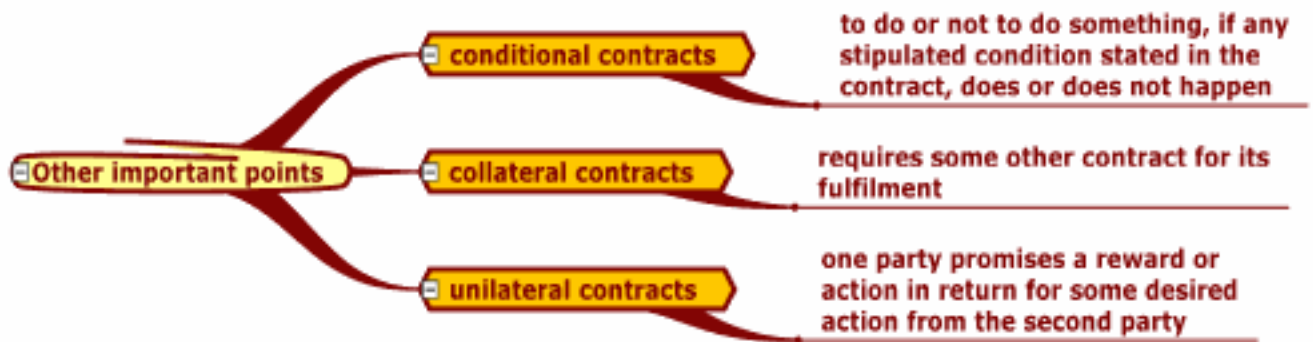 Other important points
conditional contracts
to do or not to do something, if any
stipulated condition stated in the
contract, does or does not happen
collateral contracts
requires some other contract for its
fulfilment
unilateral contracts
one party promises a reward or
action in return for some desired
action from the second party